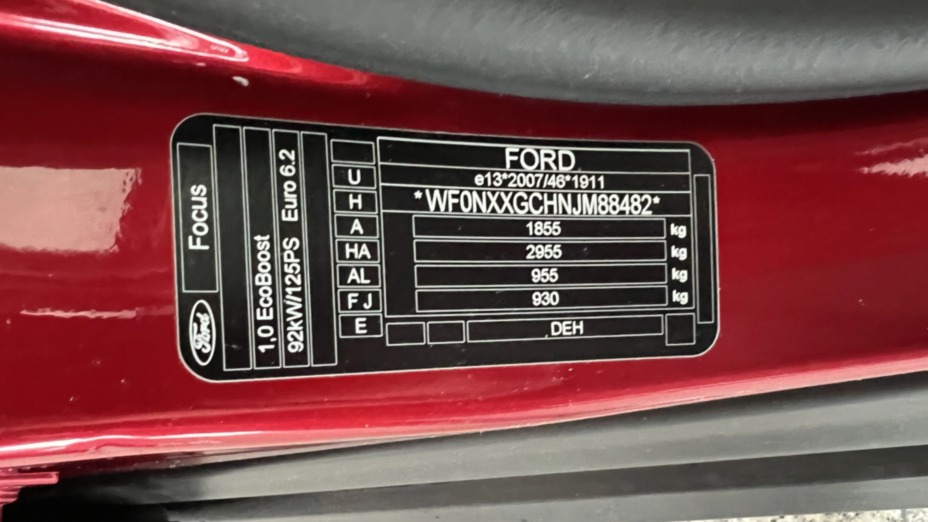 Ford
Focus
1,0 EcoBoost
92kW/125PS Euro 6.2
FORD
U e13*2007/46*1911
H *WF0NXXGCHNJM88482*
A 1855 kg
HA 2955 kg
AL 955 kg
F J 930 kg
E DEH